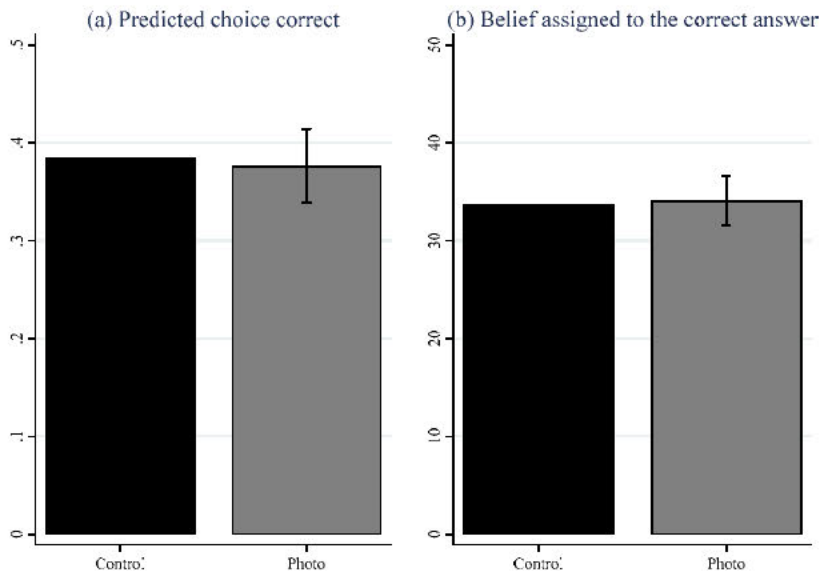 (a) Predicted choice correct
.5
.4
.3
.2
.1
0
Control
Photo
(b) Belief assigned to the correct answer
50
40
30
20
10
0
Control
Photo